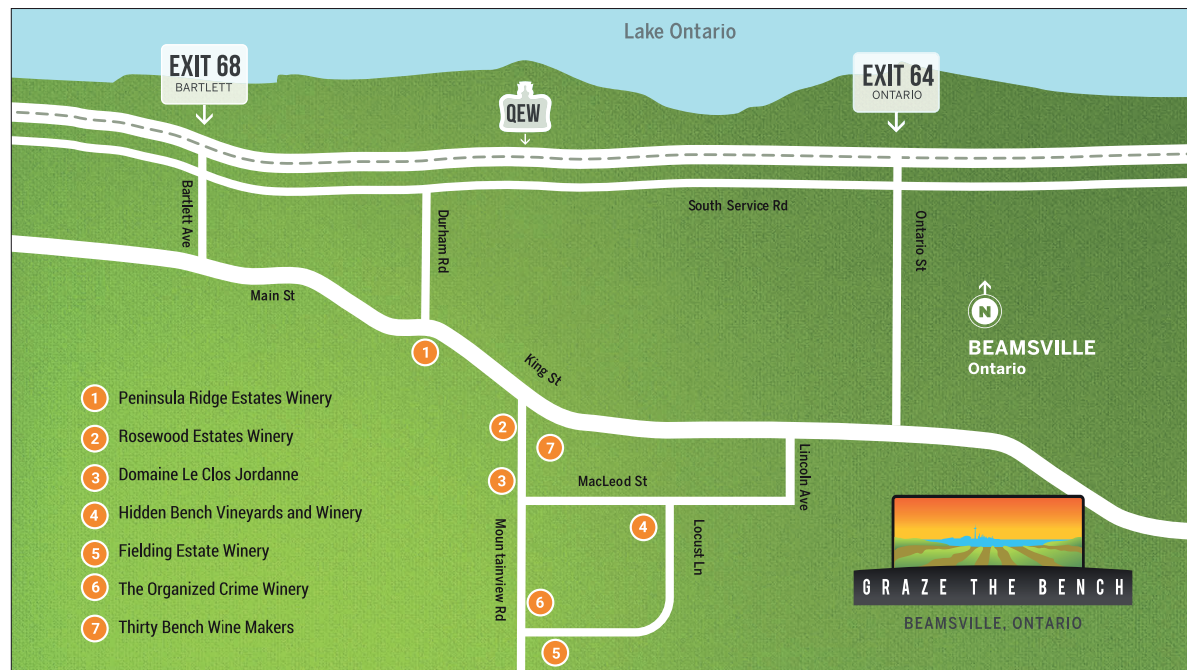 Lake Ontario
EXIT 68
BARTLETT
QEW
EXIT 64
ONTARIO
Bartlett Ave
Durham Rd
South Service Rd
Ontario St
Main St
N
BEAMSVILLE
Ontario
1
King St
1 Peninsula Ridge Estates Winery
2 Rosewood Estates Winery
3 Domaine Le Clos Jordanne
4 Hidden Bench Vineyards and Winery
5 Fielding Estate Winery
6 The Organized Crime Winery
7 Thirty Bench Wine Makers
2
7
3
MacLeod St
Lincoln Ave
4
Mountainview Rd
Locust Ln
6
5
GRAZE THE BENCH
BEAMSVILLE, ONTARIO